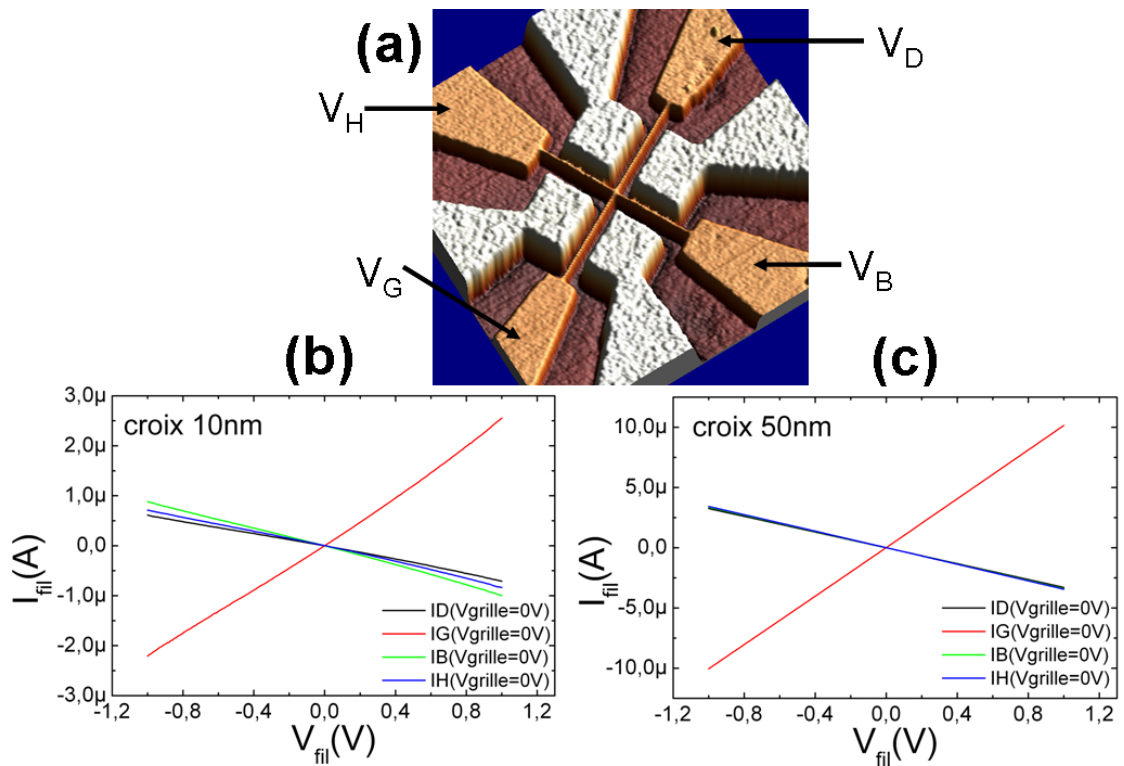 (a)
V_D
V_H
V_G
V_B
(b)
(c)
croix 10nm
3,0µ
2,0µ
1,0µ
0,0
-1,0µ
-2,0µ
-3,0µ
I_fil(A)
ID(Vgrille=0V)
IG(Vgrille=0V)
IB(Vgrille=0V)
IH(Vgrille=0V)
-1,2 -0,8 -0,4 0,0 0,4 0,8 1,2
V_fil(V)
croix 50nm
10,0µ
5,0µ
0,0
-5,0µ
-10,0µ
I_fil(A)
ID(Vgrille=0V)
IG(Vgrille=0V)
IB(Vgrille=0V)
IH(Vgrille=0V)
-1,2 -0,8 -0,4 0,0 0,4 0,8 1,2
V_fil(V)